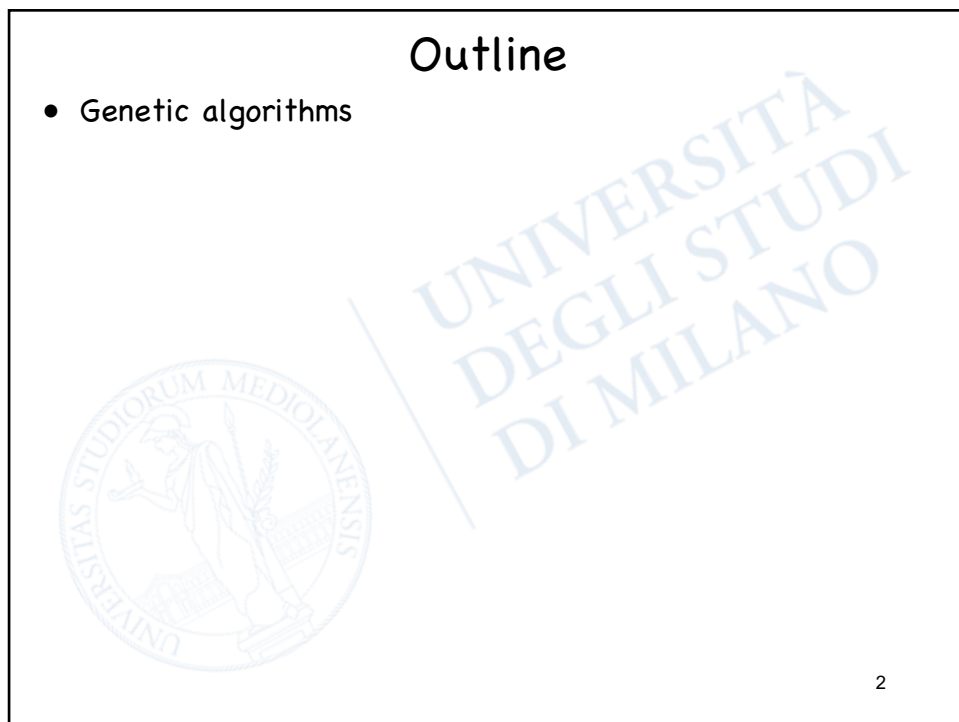 Outline
• Genetic algorithms
UNIVERSITÀ
DEGLI STUDI
DI MILANO
UNIVERSITAS STUDIORUM MEDIOLANENSIS
2